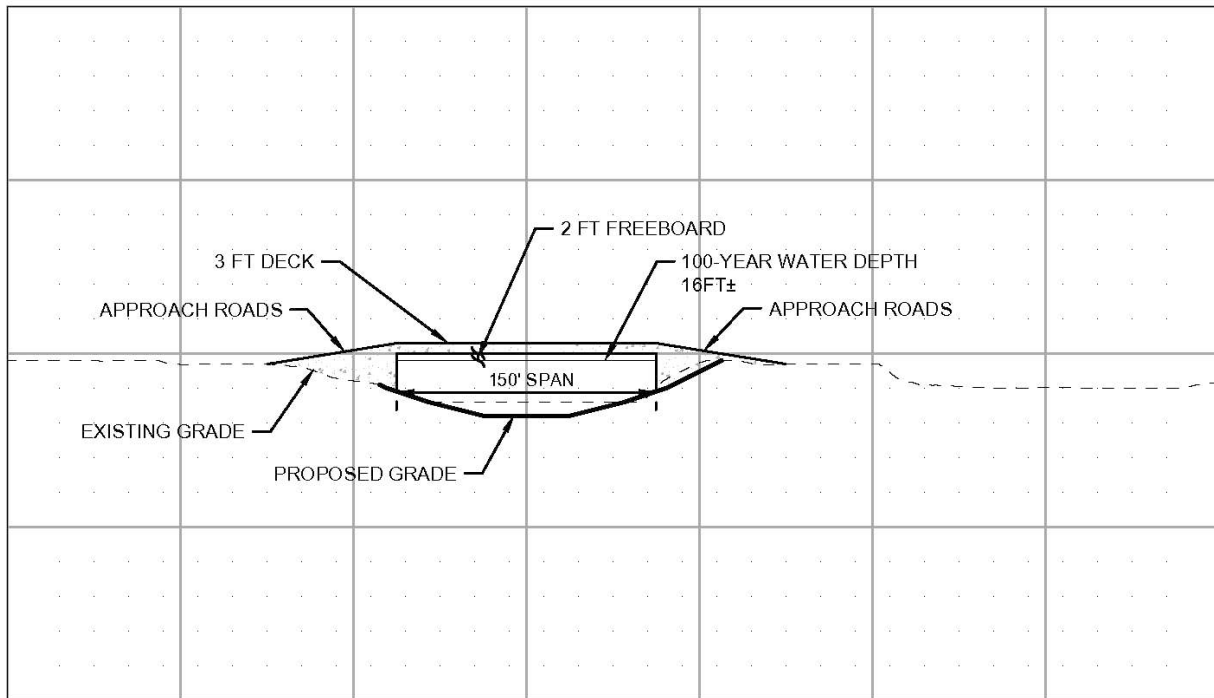 2 FT FREEBOARD
3 FT DECK
100-YEAR WATER DEPTH
16FT±
APPROACH ROADS
APPROACH ROADS
150' SPAN
EXISTING GRADE
PROPOSED GRADE